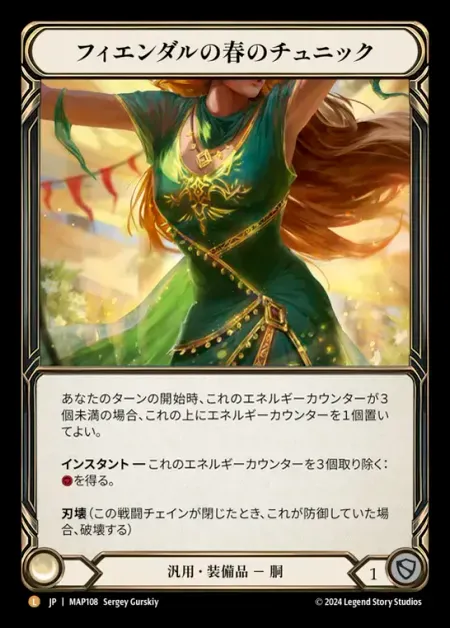 フィエンダルの春のチュニック
あなたのターンの開始時、これのエネルギーカウンターが3
個未満の場合、これの上にエネルギーカウンターを1個置い
てよい。
インスタント ー これのエネルギーカウンターを3個取り除く:
を得る。
刃壊(この戦闘チェインが閉じたとき、これが防御していた場
合、破壊する)
汎用・装備品 － 胴
1
L JP | MAP108 Sergey Gurskiy
© 2024 Legend Story Studios